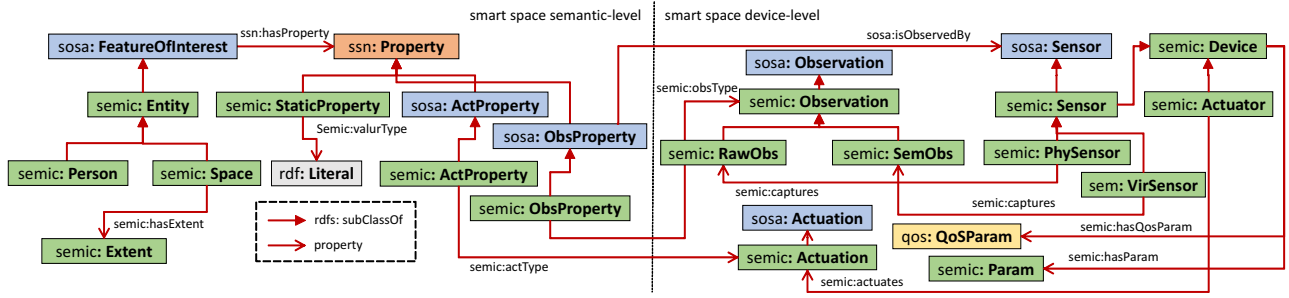 smart space semantic-level
smart space device-level
sosa: FeatureOfInterest
ssn:hasProperty
ssn: Property
sosa:isObservedBy
sosa: Sensor
semic: Device
sosa: Observation
semic:obsType
semic: Entity
semic: StaticProperty
sosa: ActProperty
semic: Observation
semic: Sensor
semic: Actuator
Semic:valurType
sosa: ObsProperty
semic: RawObs
semic: SemObs
semic: PhySensor
semic: Person
semic: Space
rdf: Literal
semic: ActProperty
semic:captures
sem: VirSensor
semic: ObsProperty
semic:captures
semic:hasExtent
rdfs: subClassOf
sosa: Actuation
semic:hasQosParam
qos: QoSParam
semic: Extent
property
semic: Actuation
semic:hasParam
semic: Param
semic:actType
semic:actuates